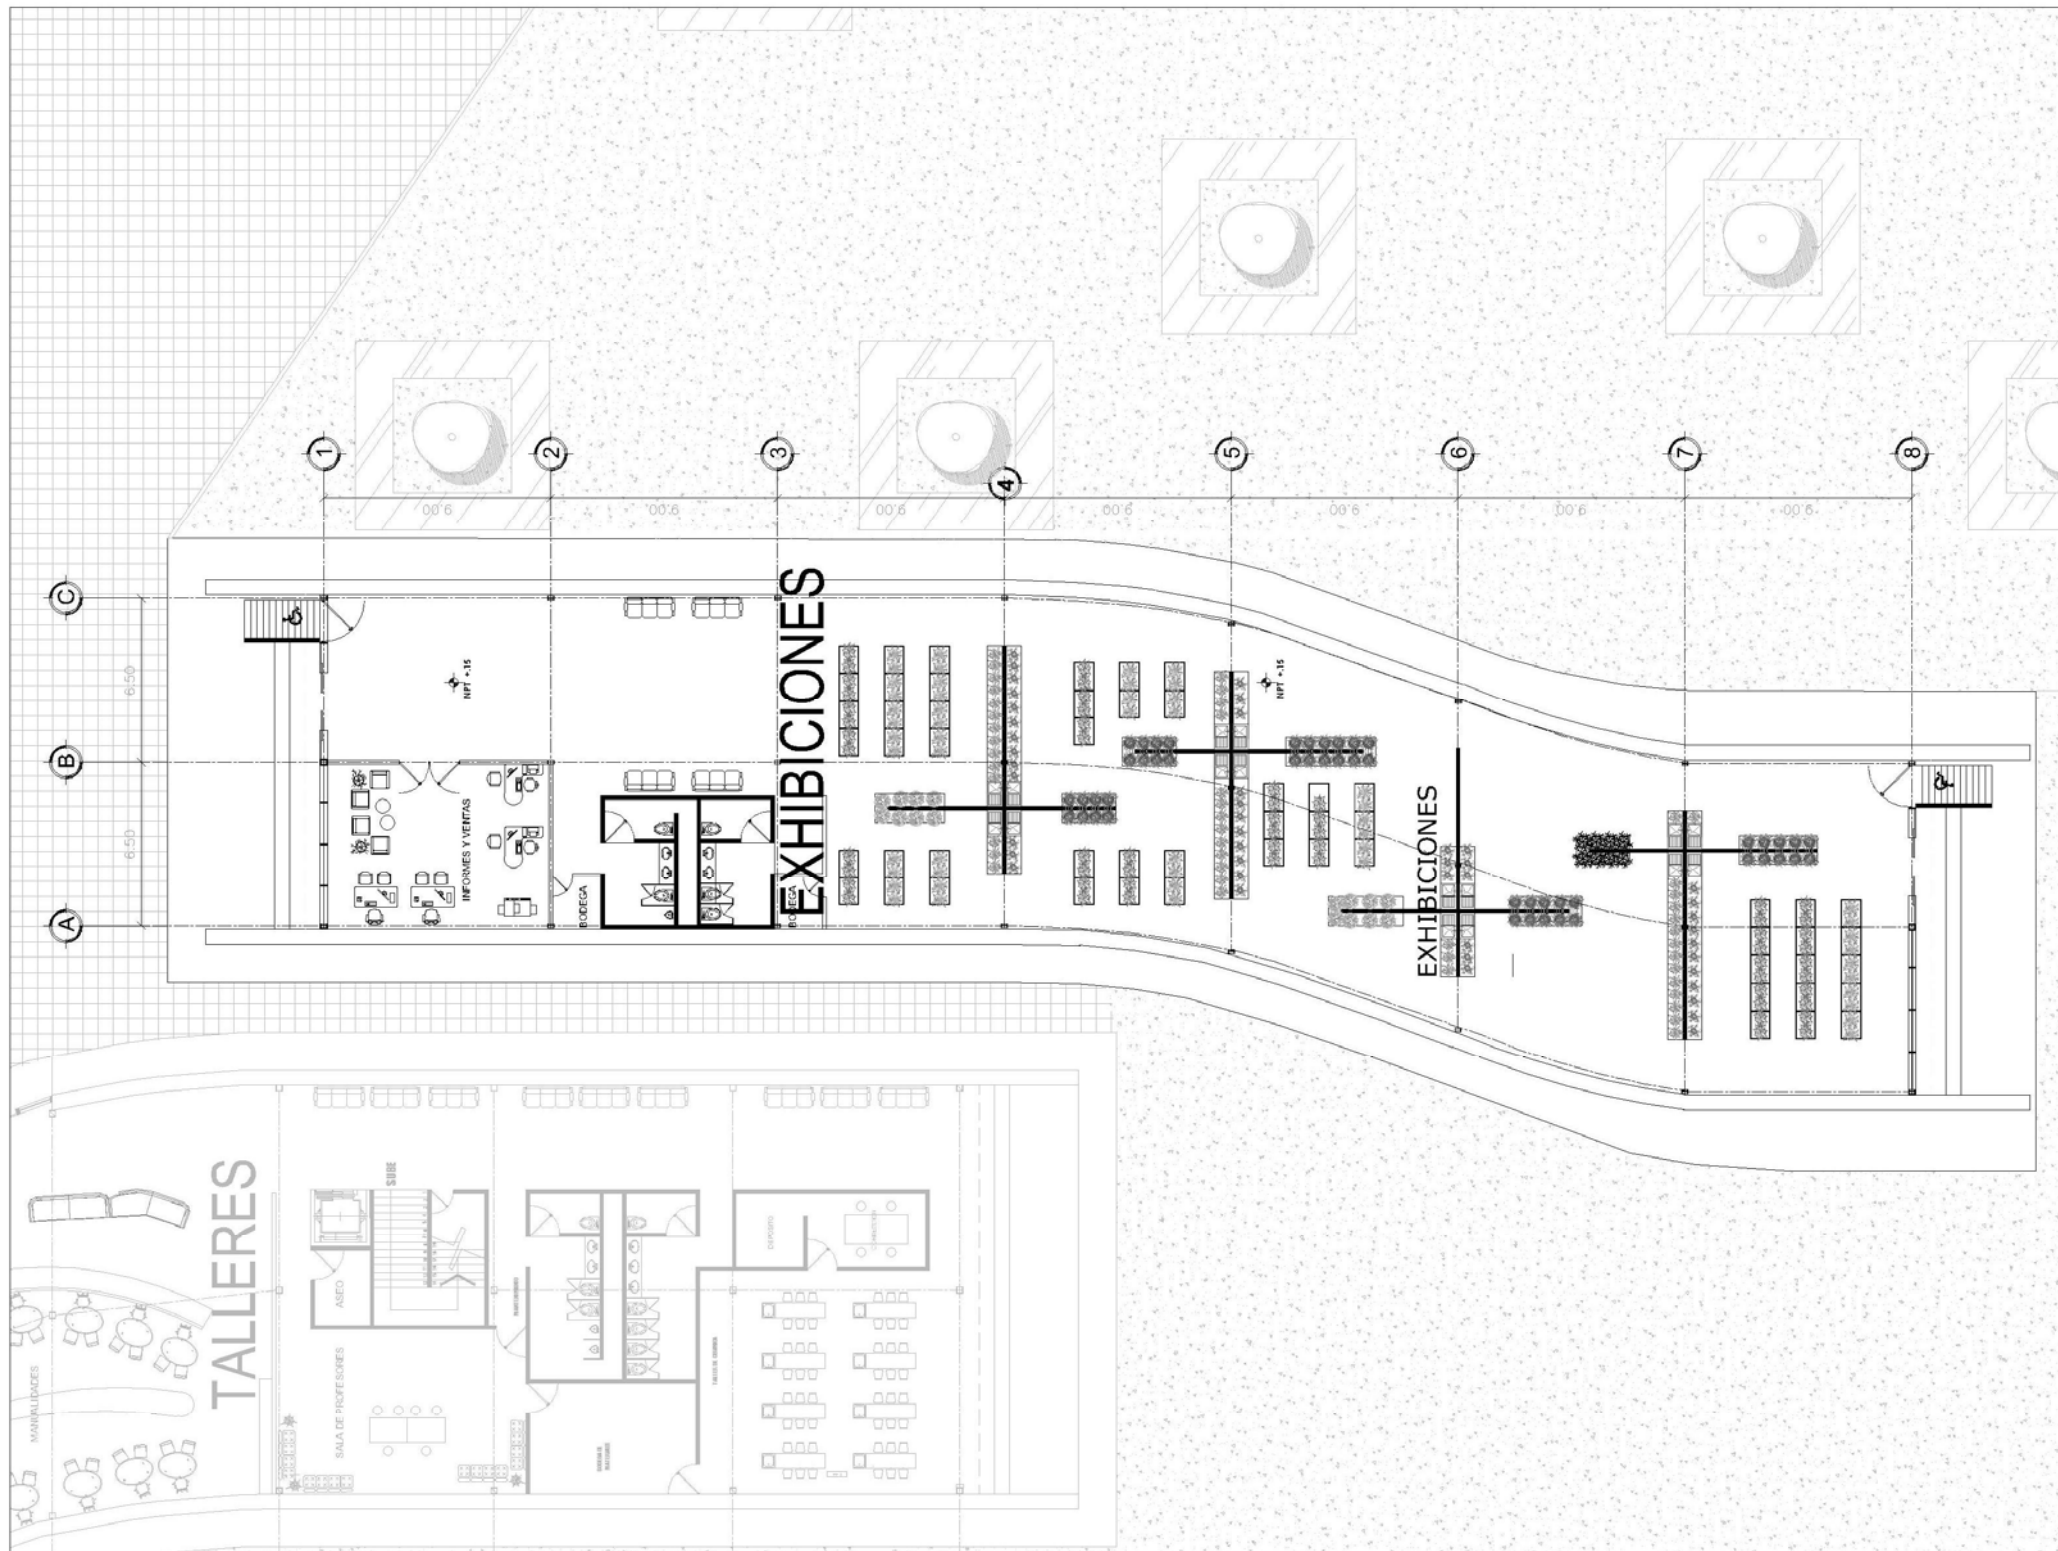 1
2
3
4
5
6
7
8
9.00
9.00
9.00
9.00
9.00
9.00
9.00
C
B
A
6.50
6.50
NPT +.15
NPT +.15
INFORMES Y VENTAS
BODEGA
BODEGA
EXHIBICIONES
EXHIBICIONES
TALLERES
MANUALIDADES
SUBE
ASEO
SALA DE PROFESORES
DEPOSITO